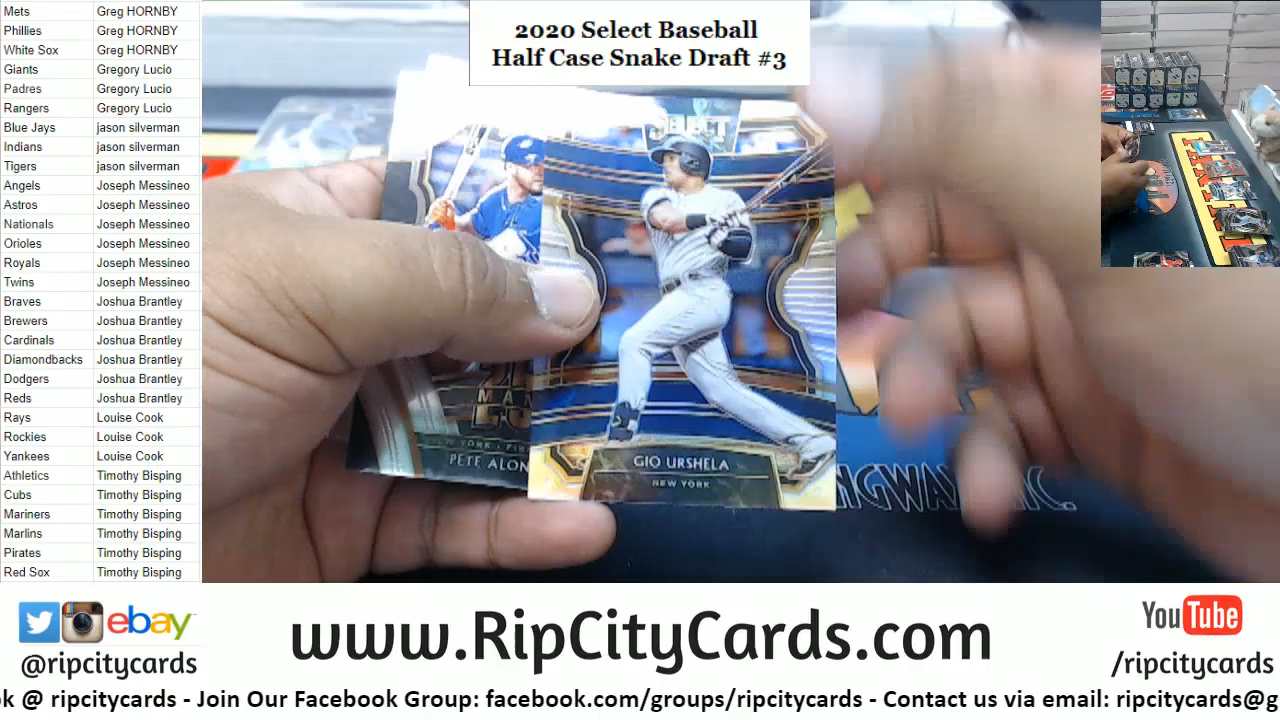 Mets Greg HORNBY
Phillies Greg HORNBY
White Sox Greg HORNBY
Giants Gregory Lucio
Padres Gregory Lucio
Rangers Gregory Lucio
Blue Jays jason silverman
Indians jason silverman
Tigers jason silverman
Angels Joseph Messineo
Astros Joseph Messineo
Nationals Joseph Messineo
Orioles Joseph Messineo
Royals Joseph Messineo
Twins Joseph Messineo
Braves Joshua Brantley
Brewers Joshua Brantley
Cardinals Joshua Brantley
Diamondbacks Joshua Brantley
Dodgers Joshua Brantley
Reds Joshua Brantley
Rays Louise Cook
Rockies Louise Cook
Yankees Louise Cook
Athletics Timothy Bisping
Cubs Timothy Bisping
Mariners Timothy Bisping
Marlins Timothy Bisping
Pirates Timothy Bisping
Red Sox Timothy Bisping
2020 Select Baseball
Half Case Snake Draft #3
NEW YORK
PETE ALON
GIO URSHELA
NEW YORK
NGWAX INC.
ebay
@ripcitycards
www.RipCityCards.com
YouTube
/ripcitycards
ok @ ripcitycards - Join Our Facebook Group: facebook.com/groups/ripcitycards - Contact us via email: ripcitycards@g